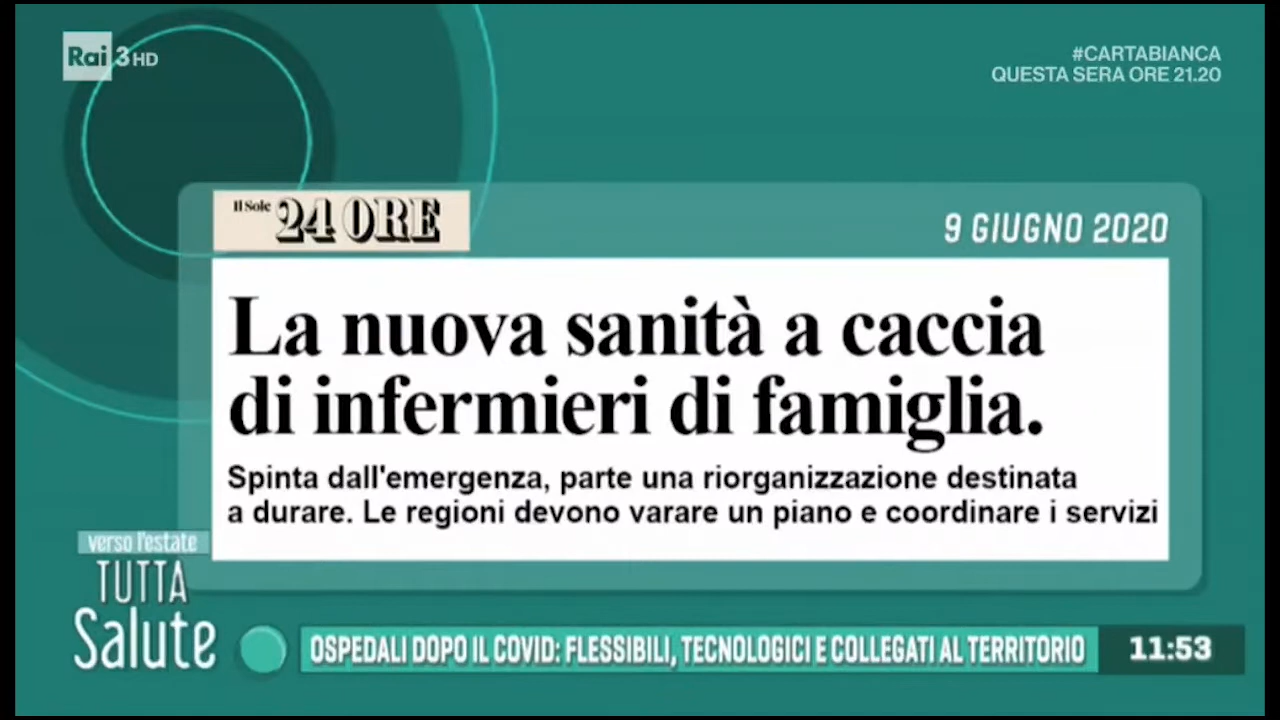 Rai 3HD
#CARTABIANCA
QUESTA SERA ORE 21.20
Il Sole 24 ORE
9 GIUGNO 2020
La nuova sanità a caccia
di infermieri di famiglia.
Spinta dall'emergenza, parte una riorganizzazione destinata
a durare. Le regioni devono varare un piano e coordinare i servizi
verso l'estate
TUTTA
Salute
OSPEDALI DOPO IL COVID: FLESSIBILI, TECNOLOGICI E COLLEGATI AL TERRITORIO
11:53